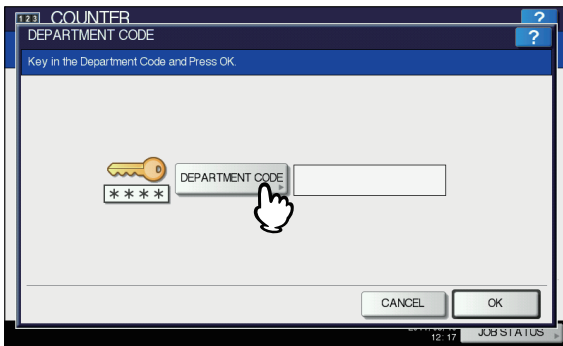 123 COUNTER ?
DEPARTMENT CODE ?
Key in the Department Code and Press OK.
DEPARTMENT CODE
****
CANCEL OK
12:17 JOB STATUS